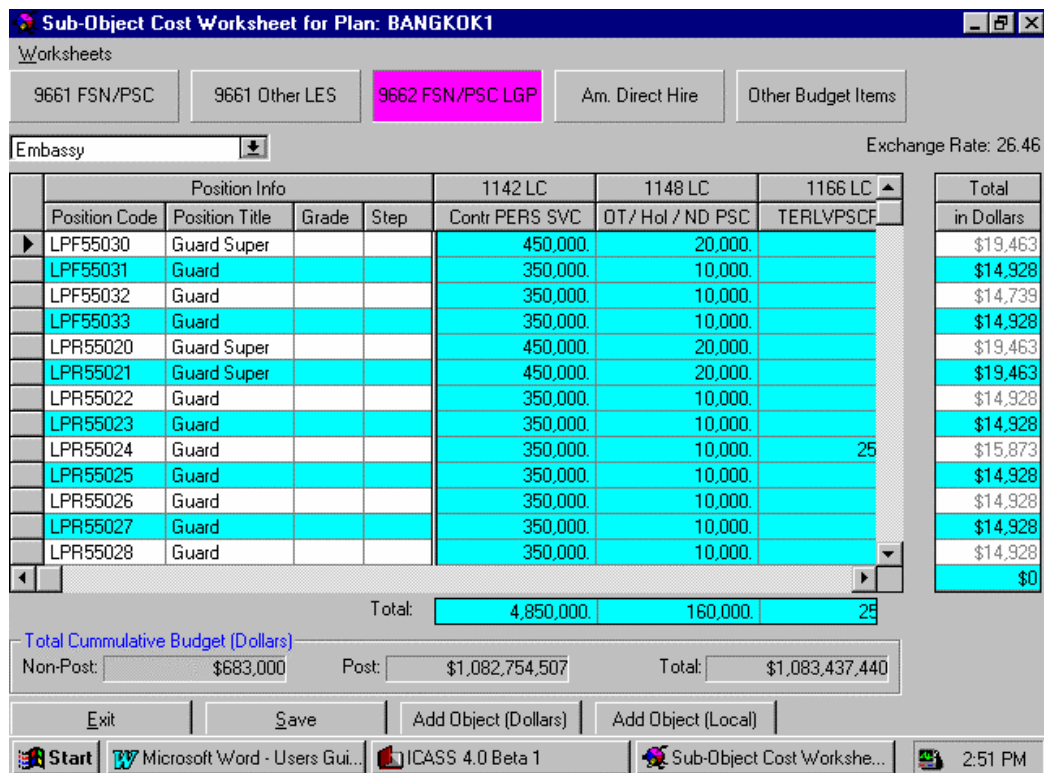 Sub-Object Cost Worksheet for Plan: BANGKOK1
Worksheets
9661 FSN/PSC 9661 Other LES 9662 FSN/PSC LGP Am. Direct Hire Other Budget Items
Embassy Exchange Rate: 26.46
Position Info 1142 LC 1148 LC 1166 LC Total
Position Code Position Title Grade Step Contr PERS SVC OT / Hol / ND PSC TERLVPSCF in Dollars
LPF55030 Guard Super 450,000. 20,000. $19,463
LPF55031 Guard 350,000. 10,000. $14,928
LPF55032 Guard 350,000. 10,000. $14,739
LPF55033 Guard 350,000. 10,000. $14,928
LPR55020 Guard Super 450,000. 20,000. $19,463
LPR55021 Guard Super 450,000. 20,000. $19,463
LPR55022 Guard 350,000. 10,000. $14,928
LPR55023 Guard 350,000. 10,000. $14,928
LPR55024 Guard 350,000. 10,000. 25 $15,873
LPR55025 Guard 350,000. 10,000. $14,928
LPR55026 Guard 350,000. 10,000. $14,928
LPR55027 Guard 350,000. 10,000. $14,928
LPR55028 Guard 350,000. 10,000. $14,928
$0
Total: 4,850,000. 160,000. 25
Total Cummulative Budget (Dollars)
Non-Post: $683,000 Post: $1,082,754,507 Total: $1,083,437,440
Exit Save Add Object (Dollars) Add Object (Local)
Start Microsoft Word - Users Gui... ICASS 4.0 Beta 1 Sub-Object Cost Workshe... 2:51 PM